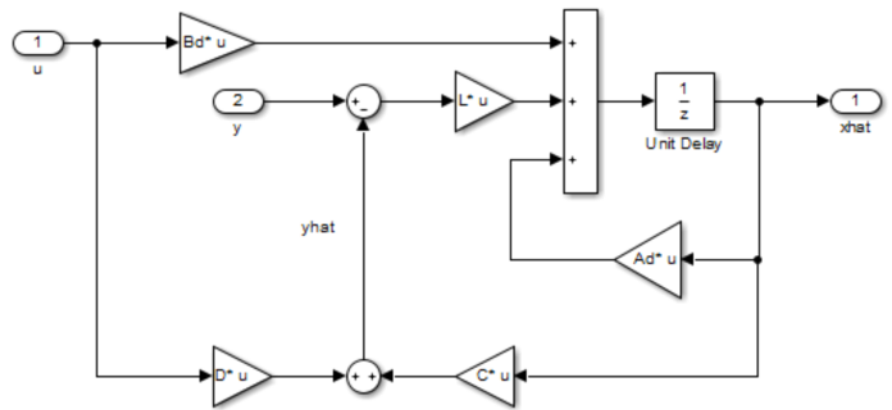 1
u
Bd* u
2
y
+
-
L* u
+
+
+
1
z
Unit Delay
1
xhat
yhat
Ad* u
D* u
+ +
C* u